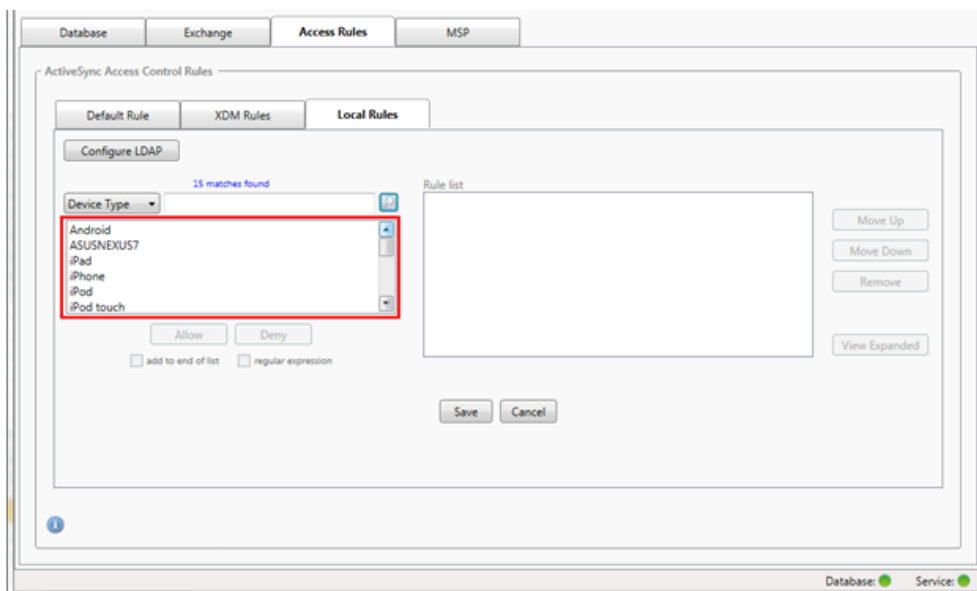 Database Exchange Access Rules MSP
ActiveSync Access Control Rules
Default Rule XDM Rules Local Rules
Configure LDAP
15 matches found
Rule list
Device Type
Android
ASUSNEXUS7
iPad
iPhone
iPod
iPod touch
Move Up
Move Down
Remove
View Expanded
Allow Deny
add to end of list regular expression
Save Cancel
Database: Service: